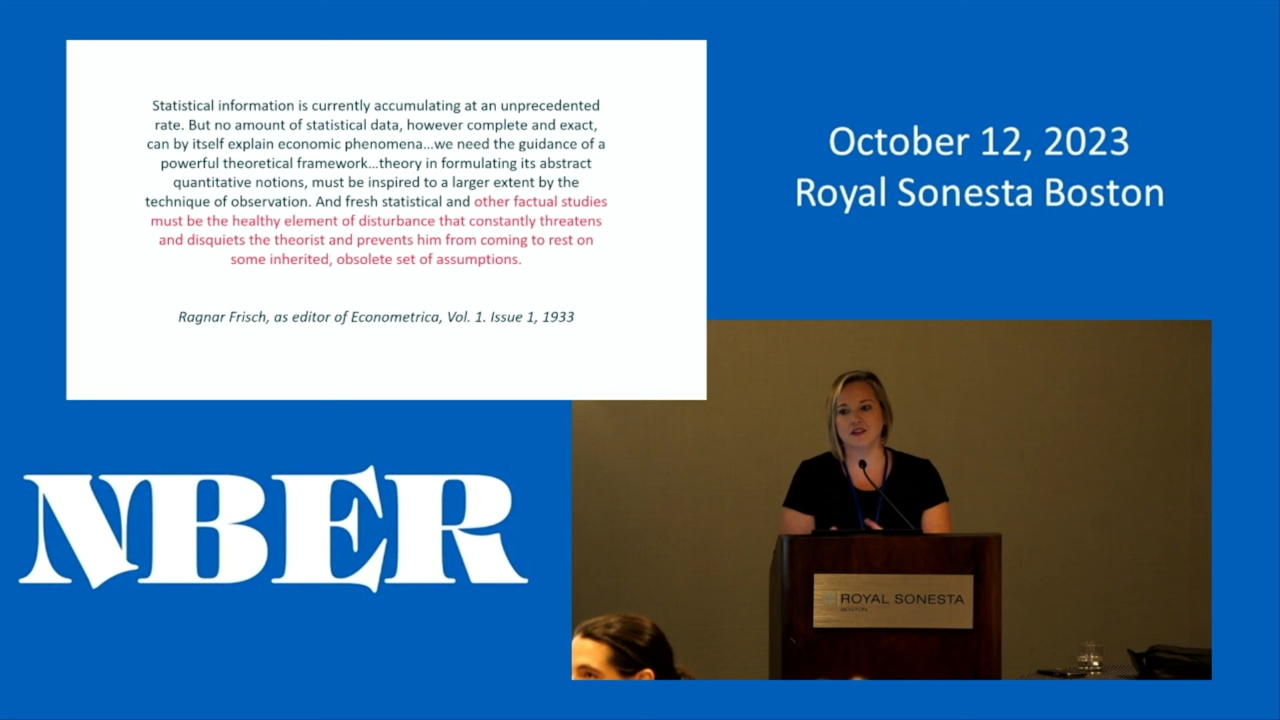 Statistical information is currently accumulating at an unprecedented
rate. But no amount of statistical data, however complete and exact,
can by itself explain economic phenomena...we need the guidance of a
powerful theoretical framework...theory in formulating its abstract
quantitative notions, must be inspired to a larger extent by the
technique of observation. And fresh statistical and other factual studies
must be the healthy element of disturbance that constantly threatens
and disquiets the theorist and prevents him from coming to rest on
some inherited, obsolete set of assumptions.
Ragnar Frisch, as editor of Econometrica, Vol. 1. Issue 1, 1933
October 12, 2023
Royal Sonesta Boston
NBER
ROYAL SONESTA
BOSTON